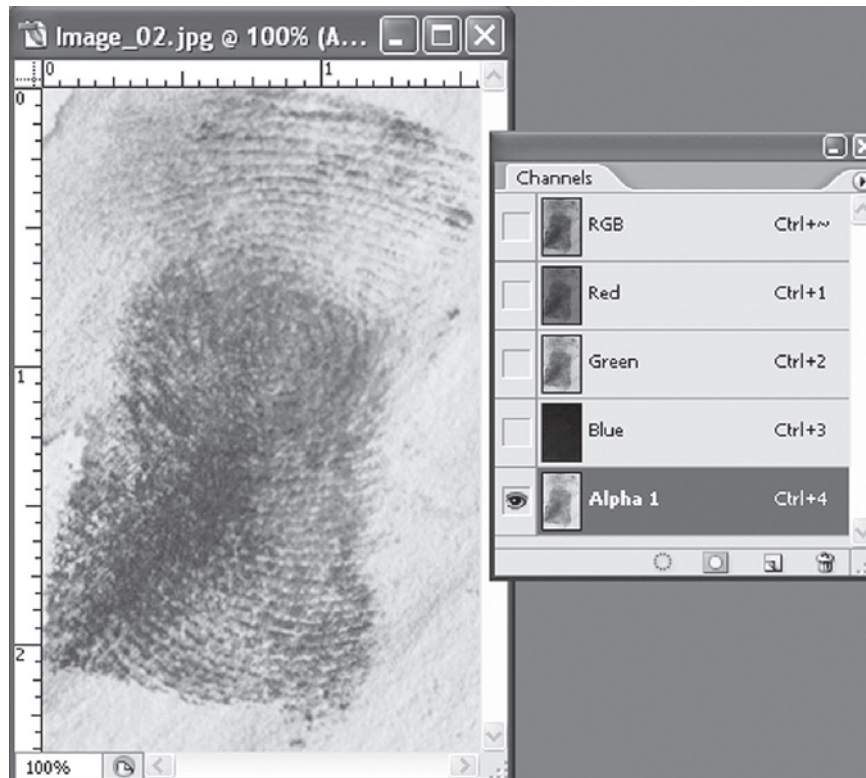 Image_02.jpg @ 100% (A...
0 1
0
1
2
100%
Channels
RGB Ctrl+~
Red Ctrl+1
Green Ctrl+2
Blue Ctrl+3
Alpha 1 Ctrl+4